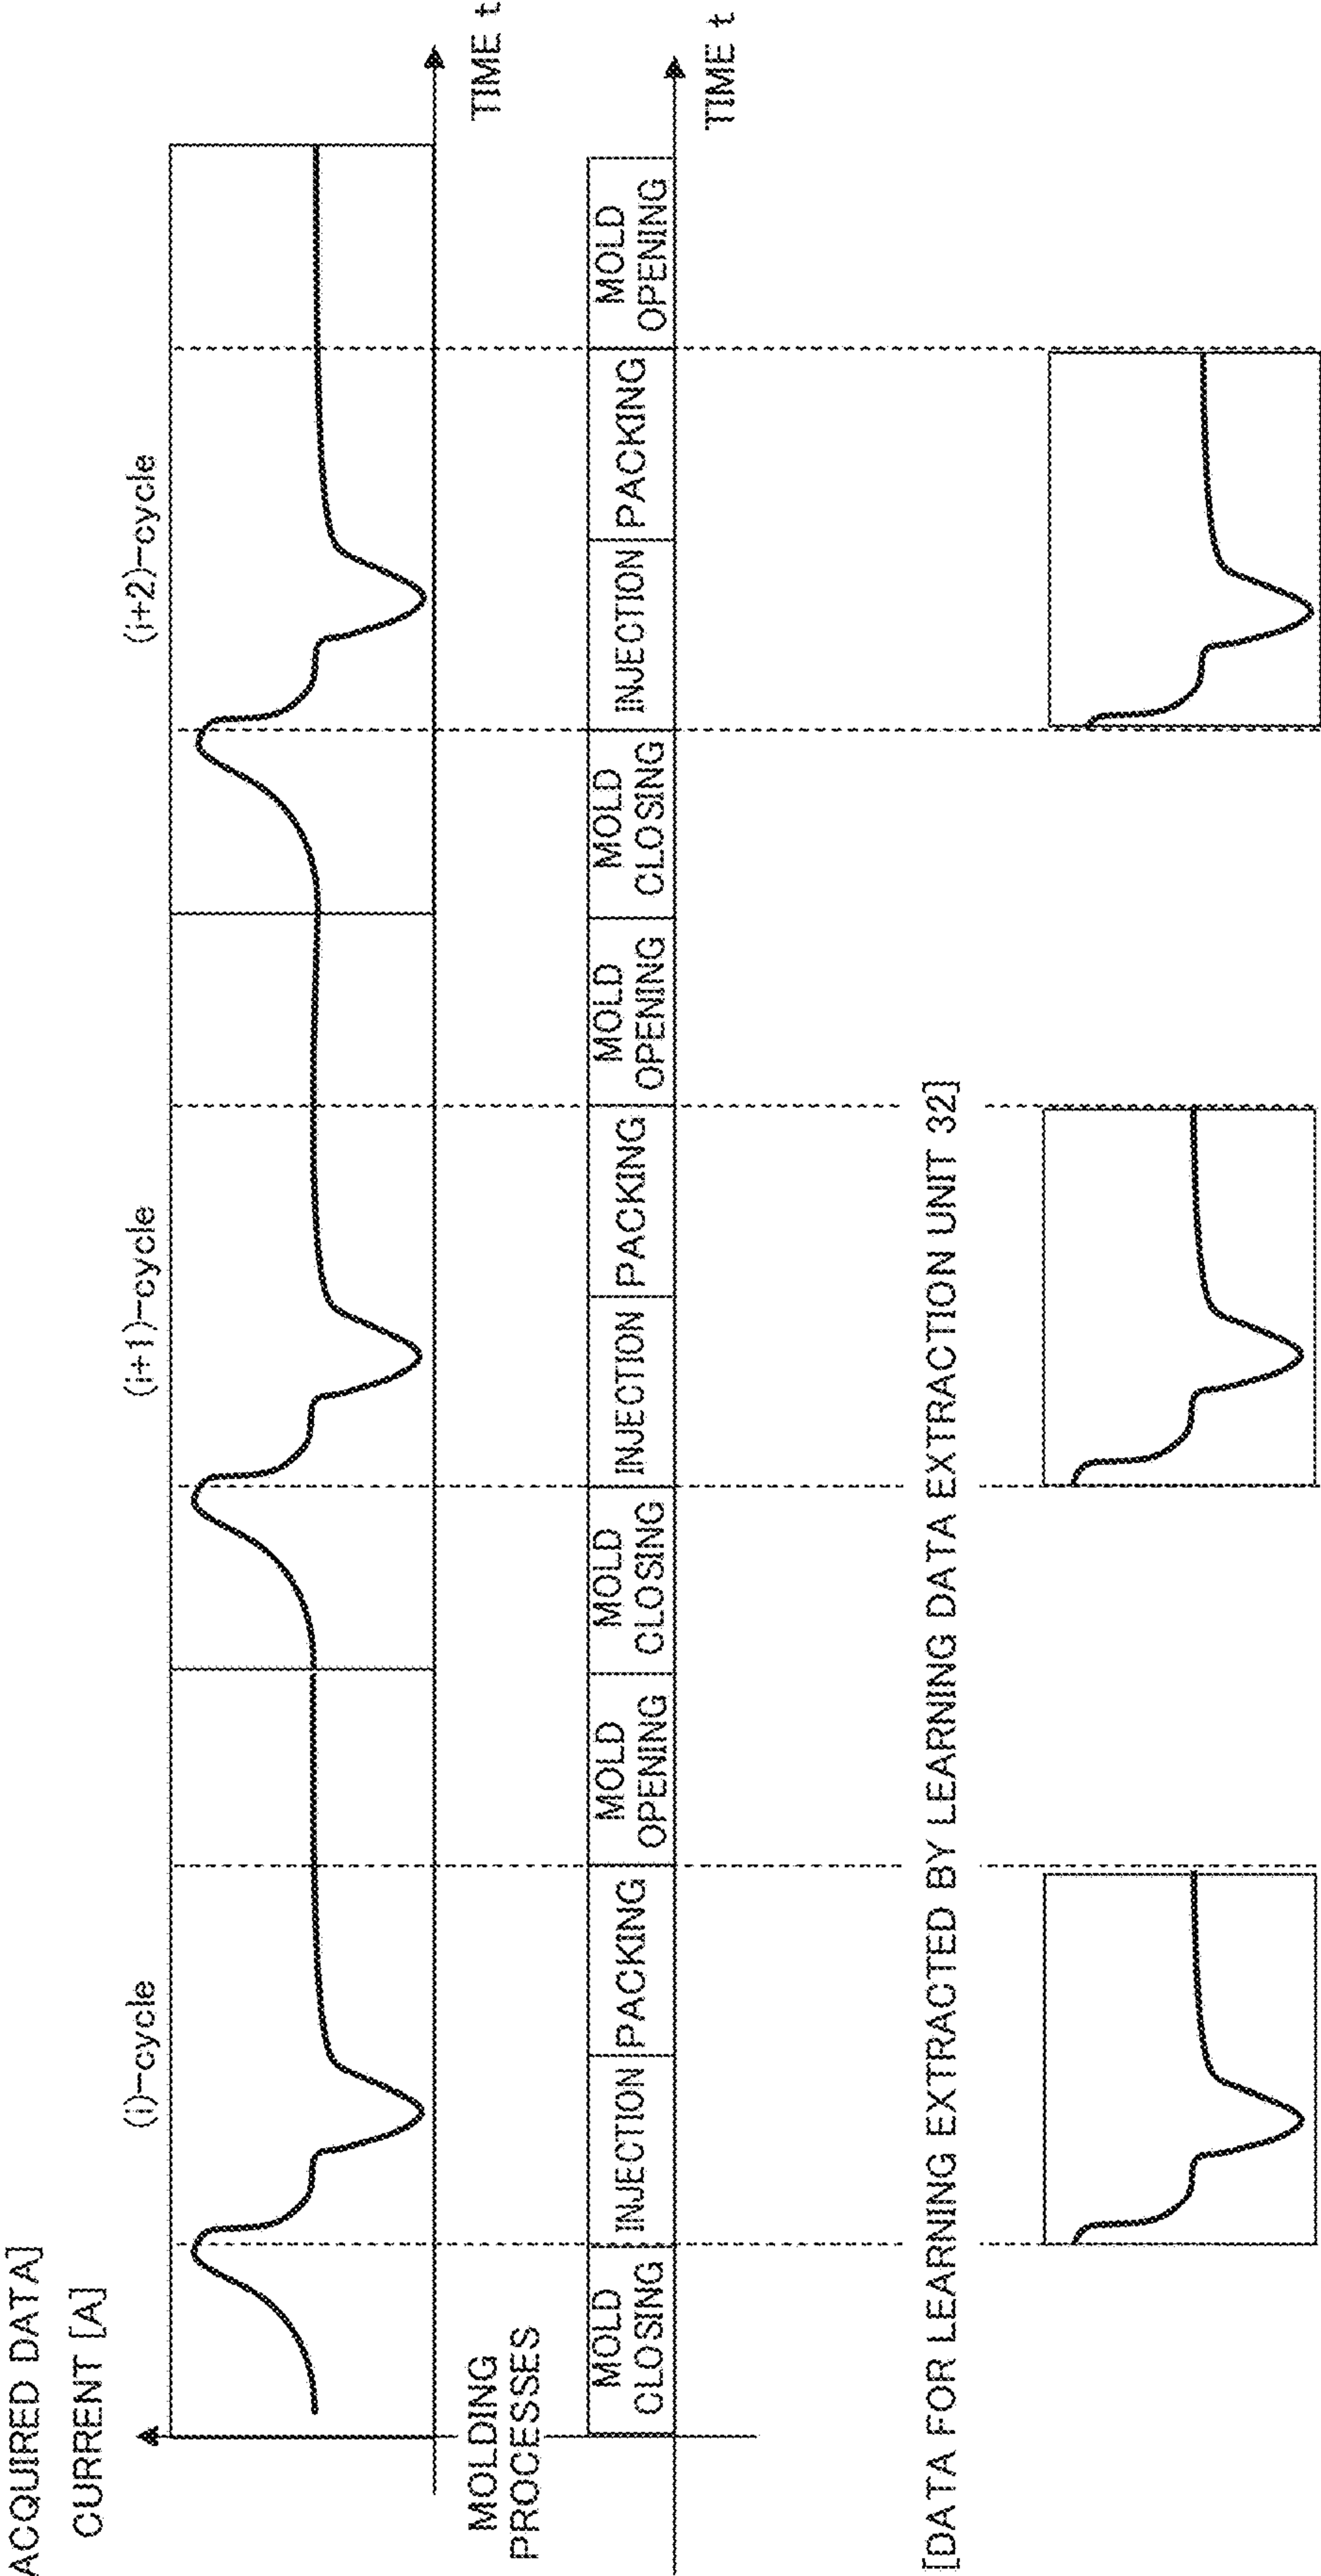 ACQUIRED DATA]
CURRENT [A]
(i)-cycle
(i+1)-cycle
(i+2)-cycle
TIME t
MOLDING
PROCESSES
MOLD
CLOSING
INJECTION
PACKING
MOLD
OPENING
MOLD
CLOSING
INJECTION
PACKING
MOLD
OPENING
MOLD
CLOSING
INJECTION
PACKING
MOLD
OPENING
TIME t
[DATA FOR LEARNING EXTRACTED BY LEARNING DATA EXTRACTION UNIT 32]